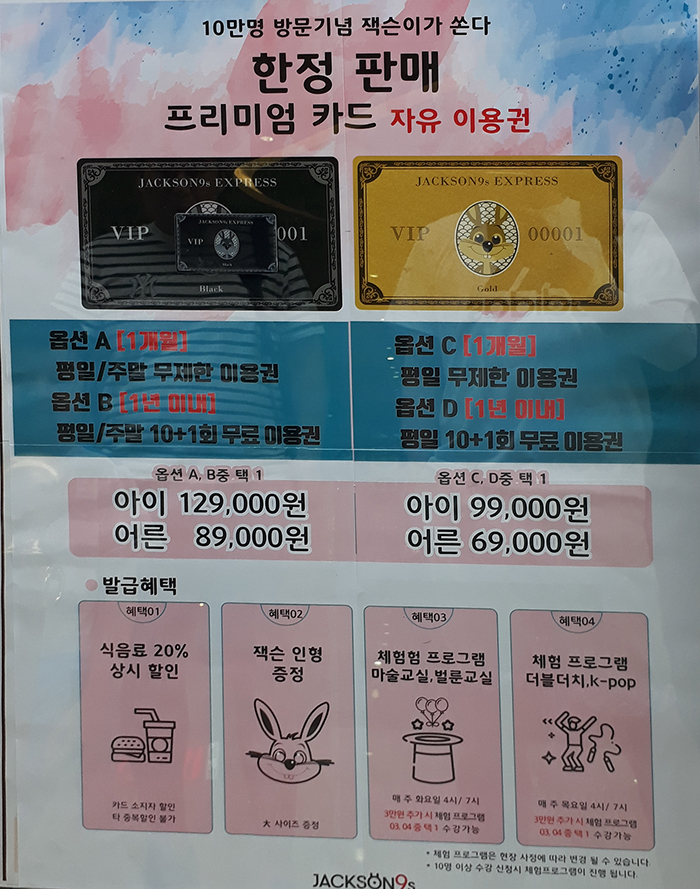 10만명 방문기념 잭슨이가 쏜다
한정 판매
프리미엄 카드 자유 이용권
JACKSON9s EXPRESS
VIP
0001
JACKSON9s EXPRESS
VIP
Black
Black
JACKSON9s EXPRESS
VIP 00001
Gold
옵션 A [1개월]
평일/주말 무제한 이용권
옵션 B [1년 이내]
평일/주말 10+1회 무료 이용권
옵션 C [1개월]
평일 무제한 이용권
옵션 D [1년 이내]
평일 10+1회 무료 이용권
옵션 A, B중 택 1
아이 129,000원
어른 89,000원
옵션 C, D중 택 1
아이 99,000원
어른 69,000원
발급혜택
혜택01
식음료 20%
상시 할인
카드 소지자 할인
타 중복할인 불가
혜택02
잭슨 인형
증정
大 사이즈 증정
혜택03
체험험 프로그램
마술교실,벌룬교실
매 주 화요일 4시/ 7시
3만원 추가 시 체험 프로그램
03, 04 중 택 1 수강가능
혜택04
체험 프로그램
더블더치,k-pop
매 주 목요일 4시/ 7시
3만원 추가 시 체험 프로그램
03, 04 중 택 1 수강가능
* 체험 프로그램은 현장 사정에 따라 변경 될 수 있습니다.
* 10명 이상 수강 신청시 체험프로그램이 진행 됩니다.
JACKSON9s